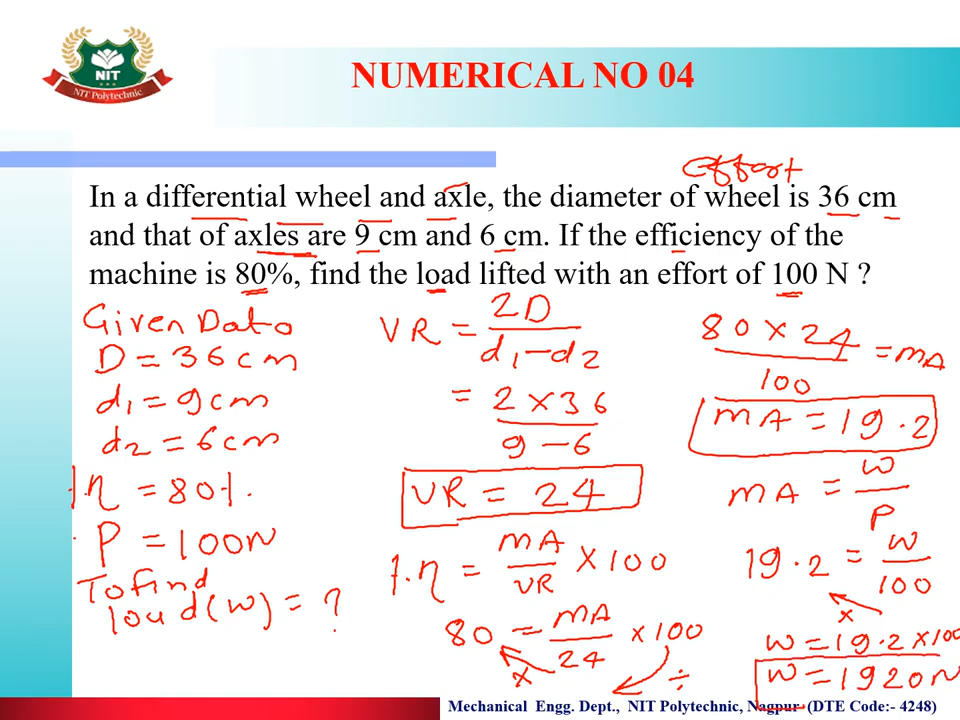 NIT
NIT Polytechnic
NUMERICAL NO 04
effort
In a differential wheel and axle, the diameter of wheel is 36 cm
and that of axles are 9 cm and 6 cm. If the efficiency of the
machine is 80%, find the load lifted with an effort of 100 N ?
Given Data
D = 36 cm
d1 = 9 cm
d2 = 6 cm
%η = 80%.
P = 100N
To find
load (W) = ?
VR = 2D / d1 – d2
= 2 × 36 / 9 – 6
VR = 24
%η = MA / VR × 100
80 = MA / 24 × 100
× ÷
80 × 24 / 100 = MA
MA = 19.2
MA = W / P
19.2 = W / 100
×
W = 19.2 × 100
W = 1920 N
Mechanical Engg. Dept., NIT Polytechnic, Nagpur (DTE Code:- 4248)